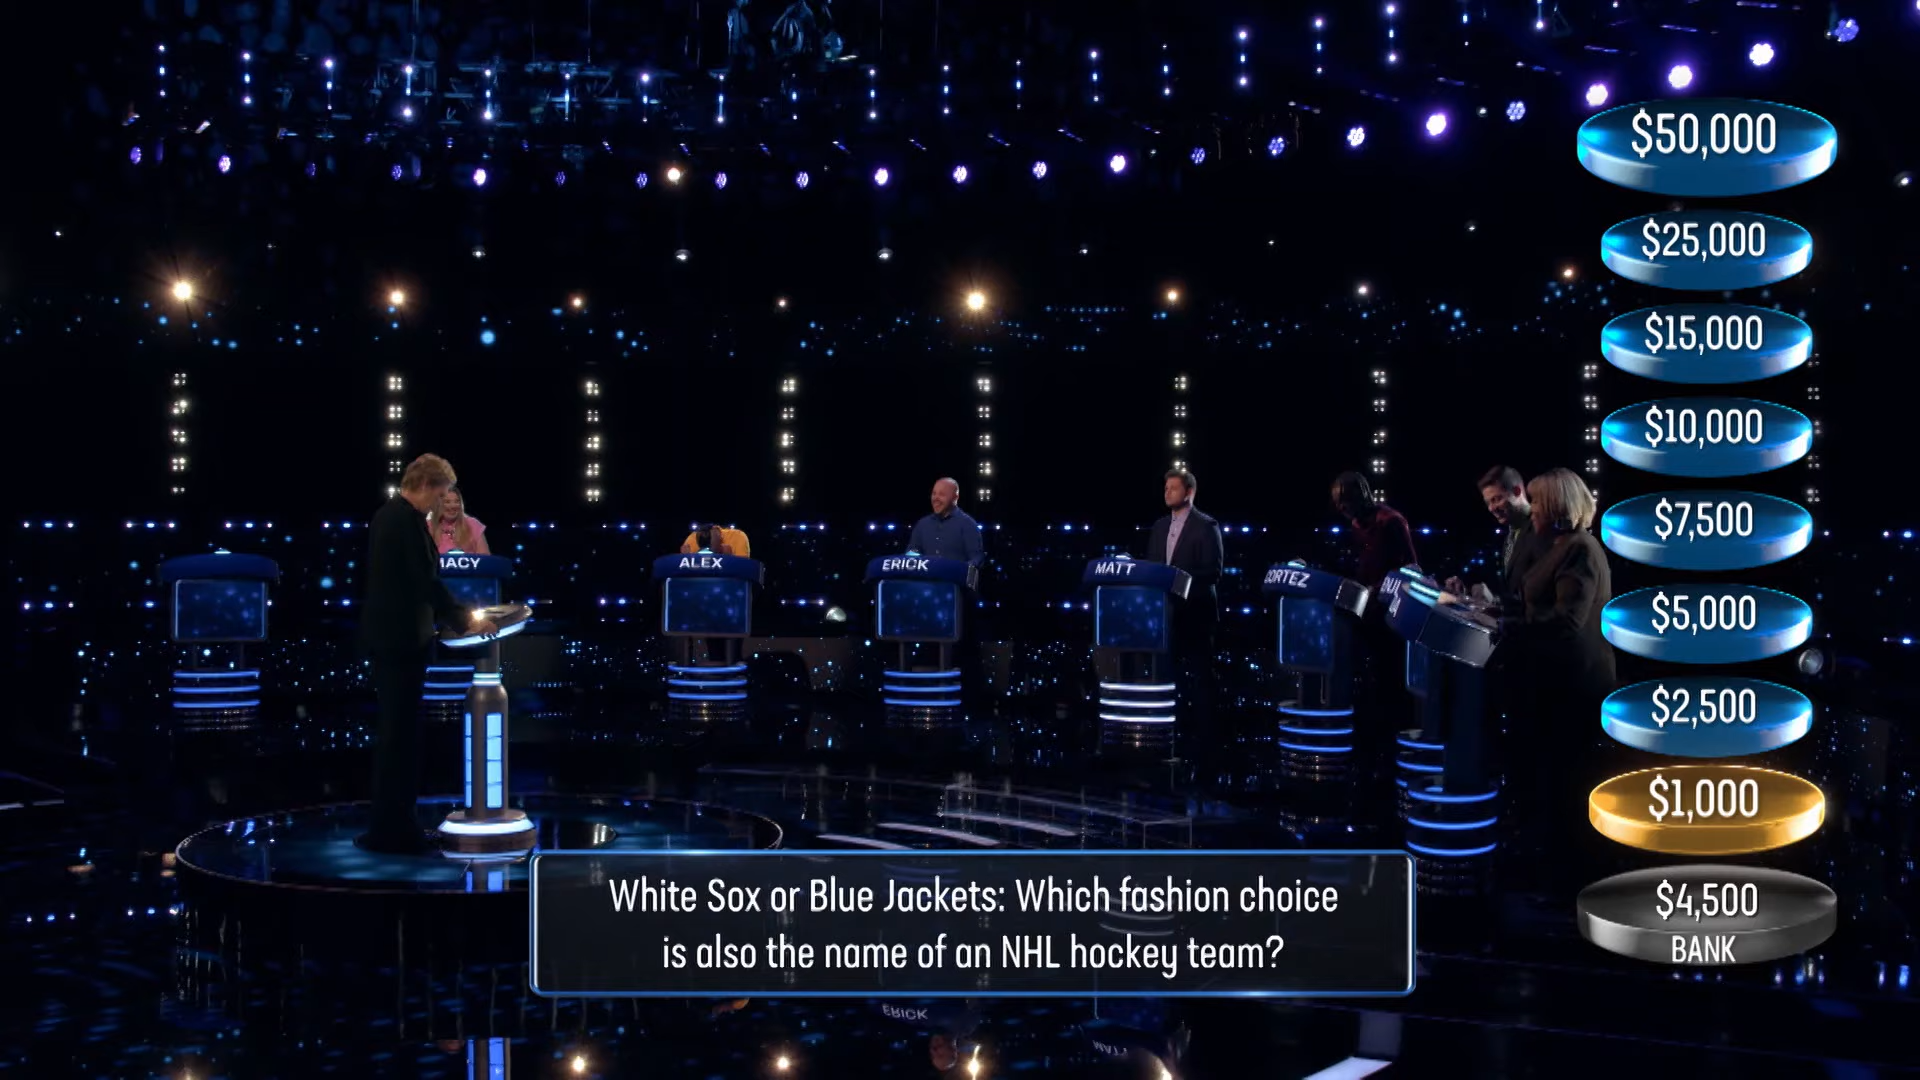 $50,000
$25,000
$15,000
$10,000
$7,500
$5,000
$2,500
$1,000
$4,500
BANK
ALEX
ERICK
MATT
White Sox or Blue Jackets: Which fashion choice
is also the name of an NHL hockey team?
ERICK
MATT